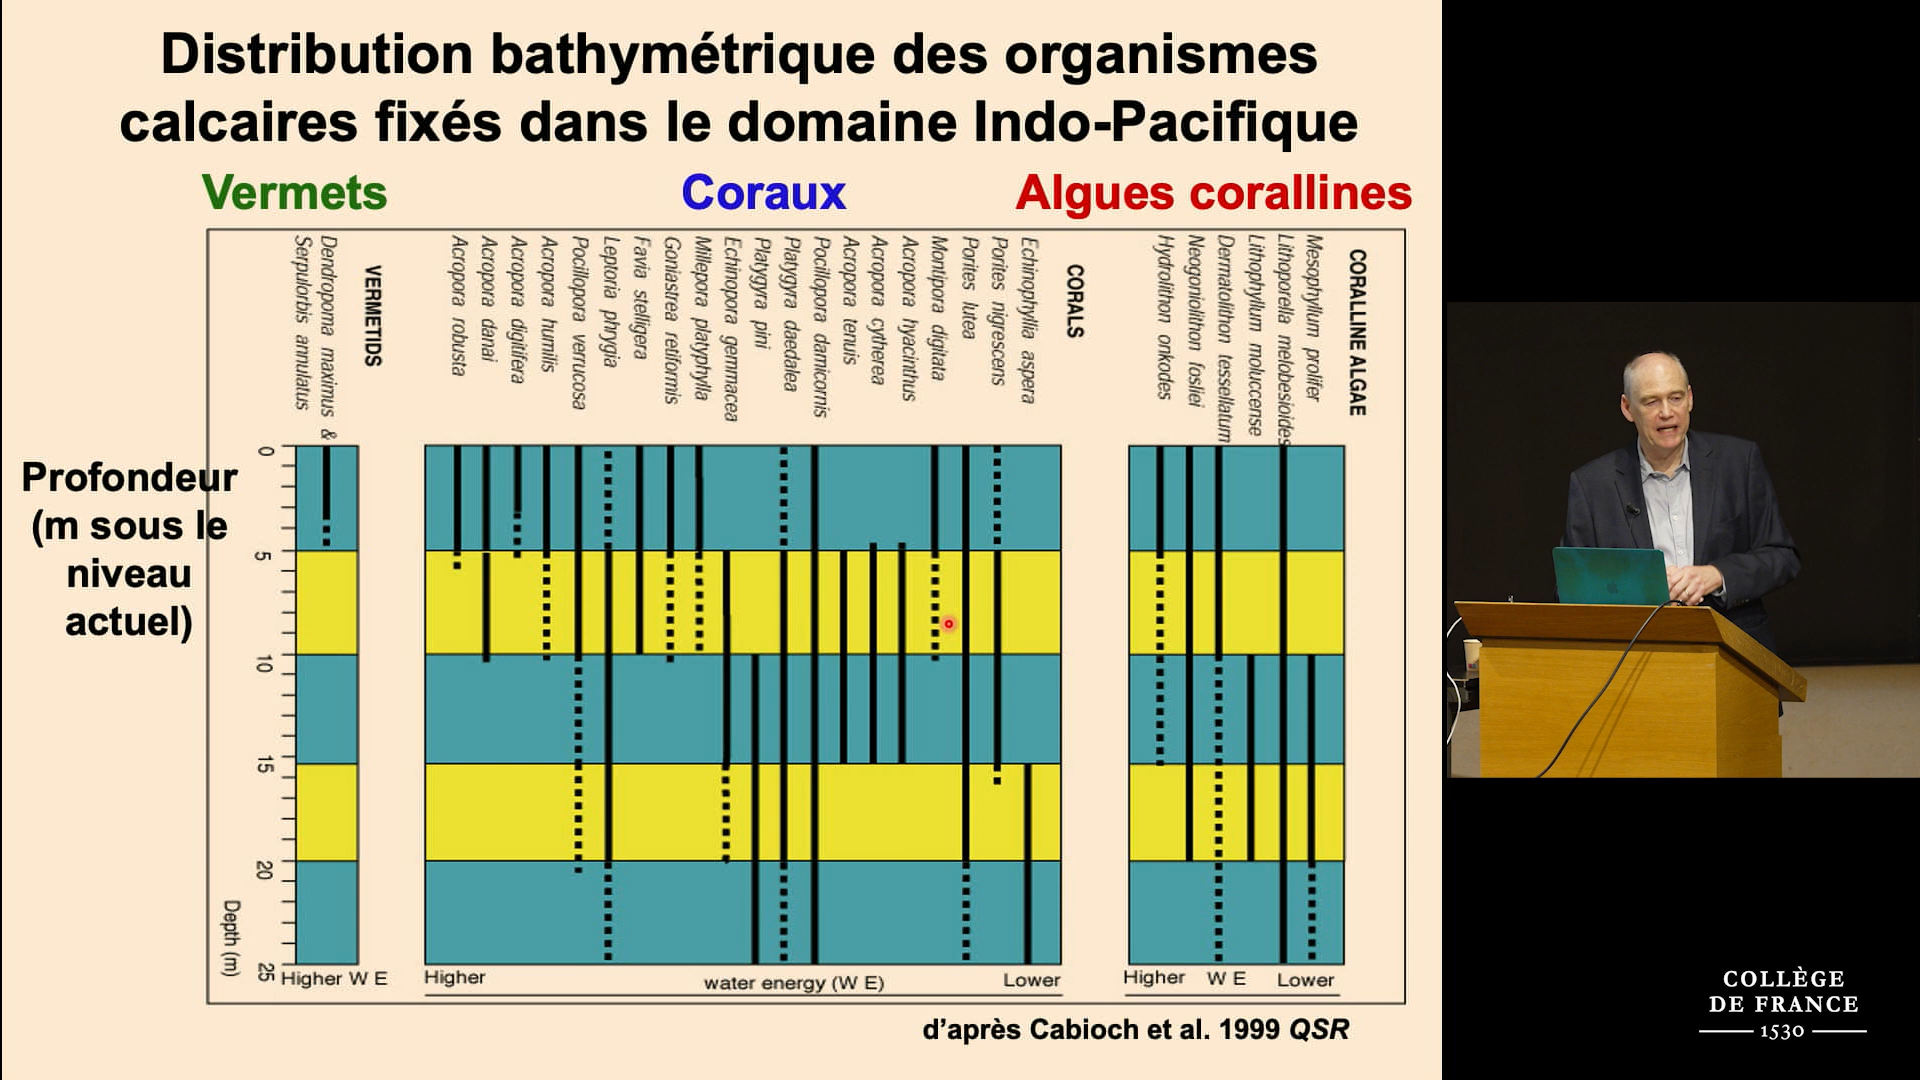 Distribution bathymétrique des organismes
calcaires fixés dans le domaine Indo-Pacifique
Vermets
Coraux
Algues corallines
Serpulorbis annulatus
Dendropoma maximus &
VERMETIDS
Acropora robusta
Acropora danai
Acropora digitifera
Acropora humilis
Pocillopora verrucosa
Leptoria phrygia
Favia stelligera
Goniastrea retiformis
Millepora platyphylla
Echinopora gemmacea
Platygyra pini
Platygyra daedalea
Pocillopora damicornis
Acropora tenuis
Acropora cytherea
Acropora hyacinthus
Montipora digitata
Porites lutea
Porites nigrescens
Echinophyllia aspera
CORALS
Hydrolithon onkodes
Neogoniolithon fosliei
Dermatolithon tessellatum
Lithophyllum molucense
Lithoporella melobesioides
Mesophyllum prolifer
CORALLINE ALGAE
Profondeur
(m sous le
niveau
actuel)
0
5
10
15
20
25
Depth (m)
Higher W E
Higher
water energy (W E)
Lower
Higher
W E
Lower
d'après Cabioch et al. 1999 QSR
COLLÈGE
DE FRANCE
1530